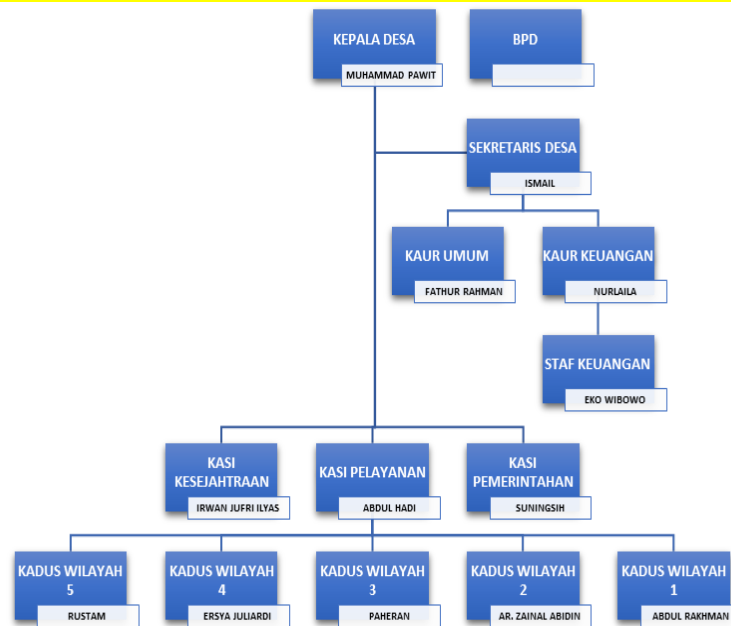 KEPALA DESA
MUHAMMAD PAWIT
BPD
SEKRETARIS DESA
ISMAIL
KAUR UMUM
FATHUR RAHMAN
KAUR KEUANGAN
NURLAILA
STAF KEUANGAN
EKO WIBOWO
KASI
KESEJAHTRAAN
IRWAN JUFRI ILYAS
KASI PELAYANAN
ABDUL HADI
KASI
PEMERINTAHAN
SUNINGSIH
KADUS WILAYAH
5
RUSTAM
KADUS WILAYAH
4
ERSYA JULIARDI
KADUS WILAYAH
3
PAHERAN
KADUS WILAYAH
2
AR. ZAINAL ABIDIN
KADUS WILAYAH
1
ABDUL RAKHMAN